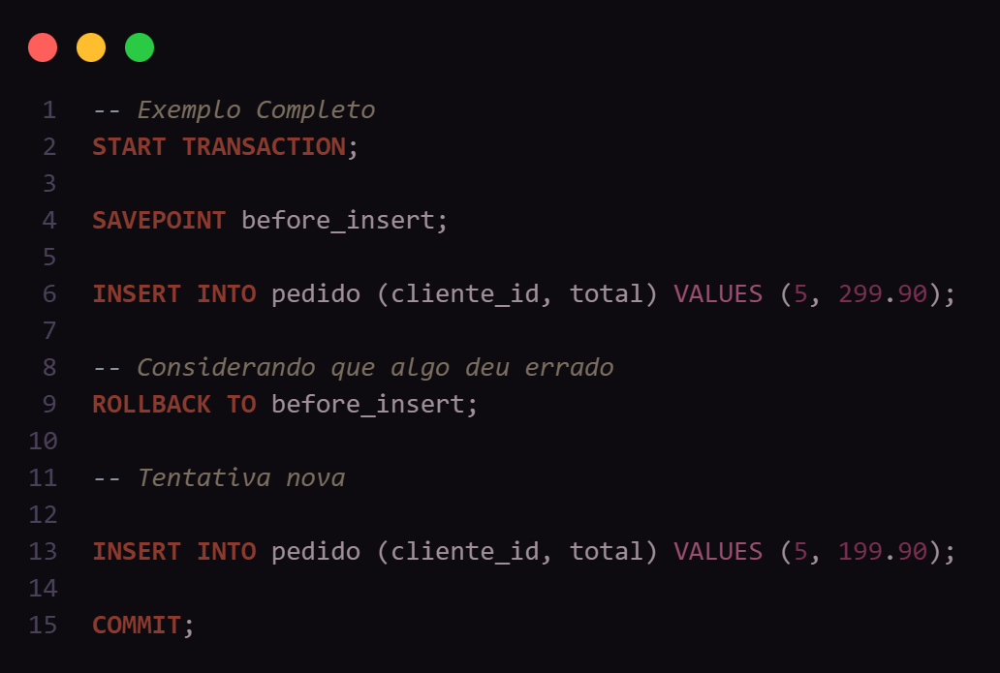 1 -- Exemplo Completo
2 START TRANSACTION;
3
4 SAVEPOINT before_insert;
5
6 INSERT INTO pedido (cliente_id, total) VALUES (5, 299.90);
7
8 -- Considerando que algo deu errado
9 ROLLBACK TO before_insert;
10
11 -- Tentativa nova
12
13 INSERT INTO pedido (cliente_id, total) VALUES (5, 199.90);
14
15 COMMIT;